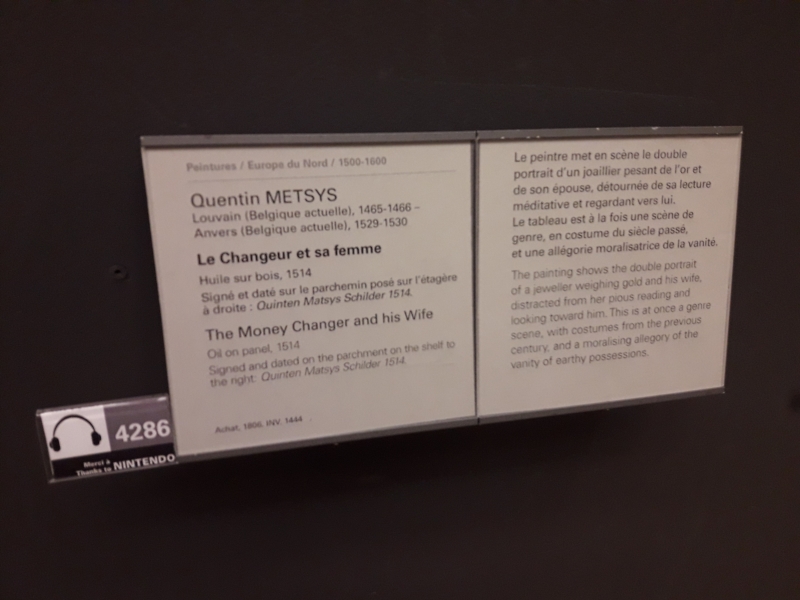 Peintures / Europe du Nord / 1500-1600
Quentin METSYS
Louvain (Belgique actuelle), 1465-1466 –
Anvers (Belgique actuelle), 1529-1530
Le Changeur et sa femme
Huile sur bois, 1514
Signé et daté sur le parchemin posé sur l'étagère
à droite : Quinten Matsys Schilder 1514.
The Money Changer and his Wife
Oil on panel, 1514
Signed and dated on the parchment on the shelf to
the right: Quinten Matsys Schilder 1514.
Achat, 1806, INV. 1444
Le peintre met en scène le double
portrait d'un joaillier pesant de l'or et
de son épouse, détournée de sa lecture
méditative et regardant vers lui.
Le tableau est à la fois une scène de
genre, en costume du siècle passé,
et une allégorie moralisatrice de la vanité.
The painting shows the double portrait
of a jeweller weighing gold and his wife,
distracted from her pious reading and
looking toward him. This is at once a genre
scene, with costumes from the previous
century, and a moralising allegory of the
vanity of earthy possessions.
4286
Merci à
Thanks to NINTENDO